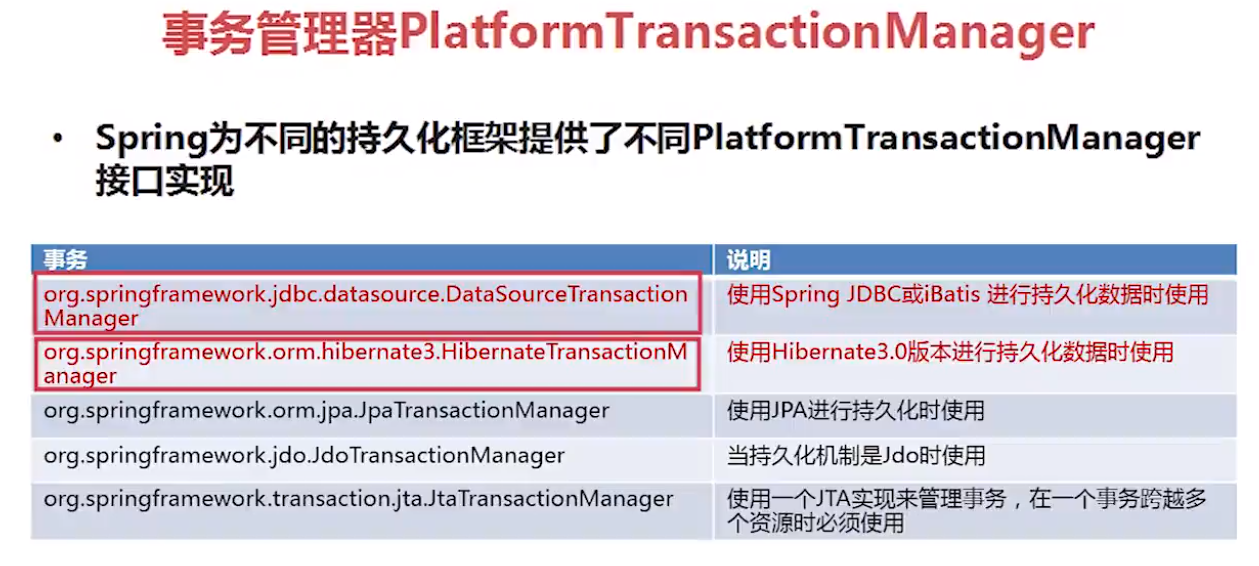 事务管理器PlatformTransactionManager
• Spring为不同的持久化框架提供了不同PlatformTransactionManager
接口实现
事务
说明
org.springframework.jdbc.datasource.DataSourceTransaction
Manager
使用Spring JDBC或iBatis 进行持久化数据时使用
org.springframework.orm.hibernate3.HibernateTransactionM
anager
使用Hibernate3.0版本进行持久化数据时使用
org.springframework.orm.jpa.JpaTransactionManager
使用JPA进行持久化时使用
org.springframework.jdo.JdoTransactionManager
当持久化机制是Jdo时使用
org.springframework.transaction.jta.JtaTransactionManager
使用一个JTA实现来管理事务，在一个事务跨越多
个资源时必须使用